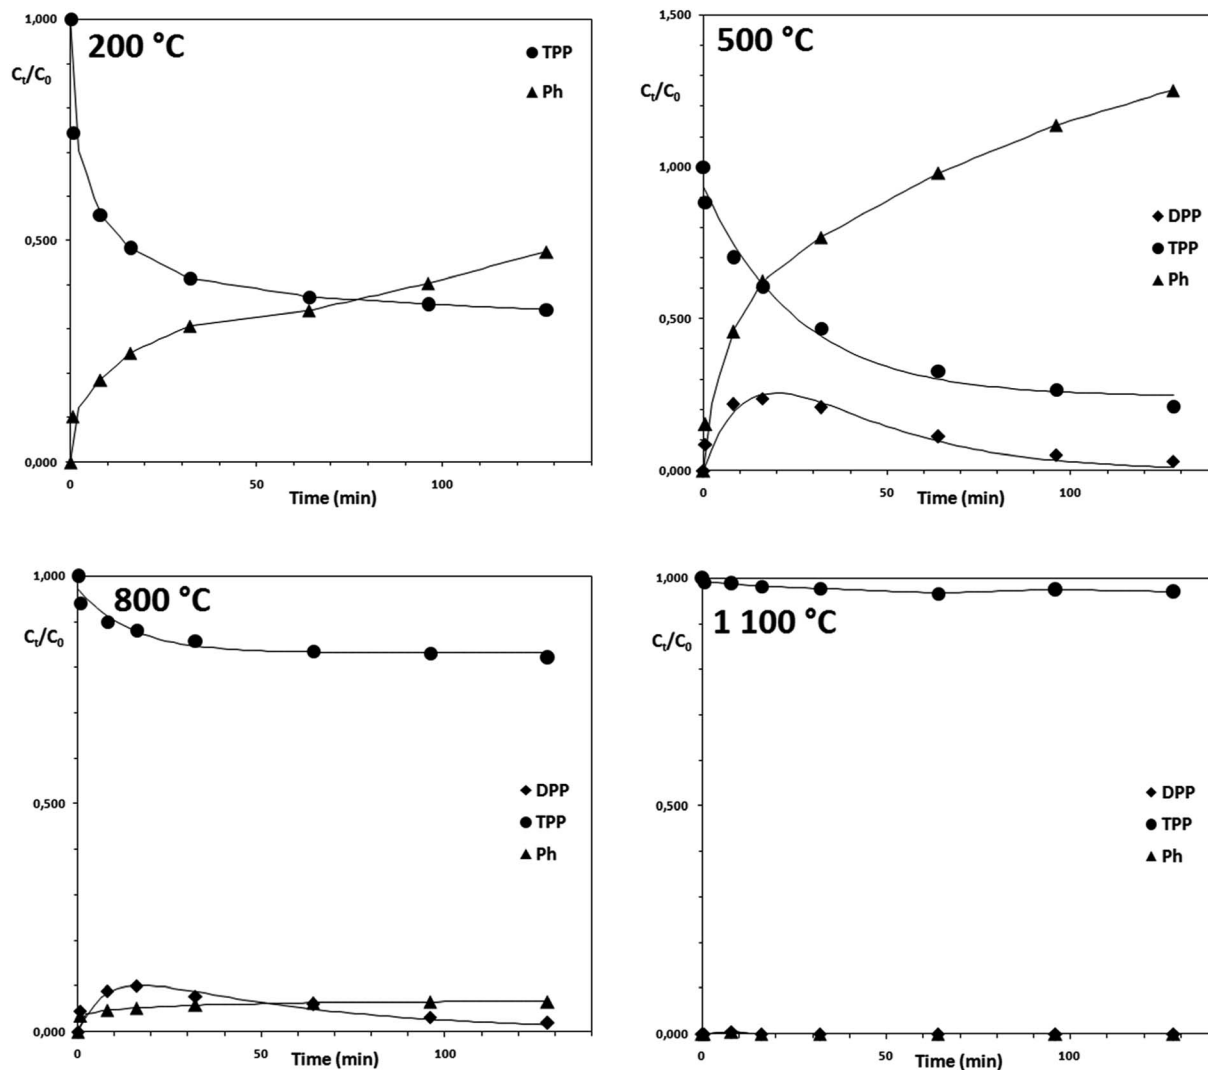 1,000
200 °C
Ct/C0
TPP
Ph
0,500
0,000
0
50
100
Time (min)
1,500
500 °C
Ct/C0
1,000
DPP
TPP
Ph
0,500
0,000
0
50
100
Time (min)
1,000
800 °C
Ct/C0
0,500
DPP
TPP
Ph
0,000
0
50
100
Time (min)
1,000
1 100 °C
Ct/C0
0,500
DPP
TPP
Ph
0,000
0
50
100
Time (min)